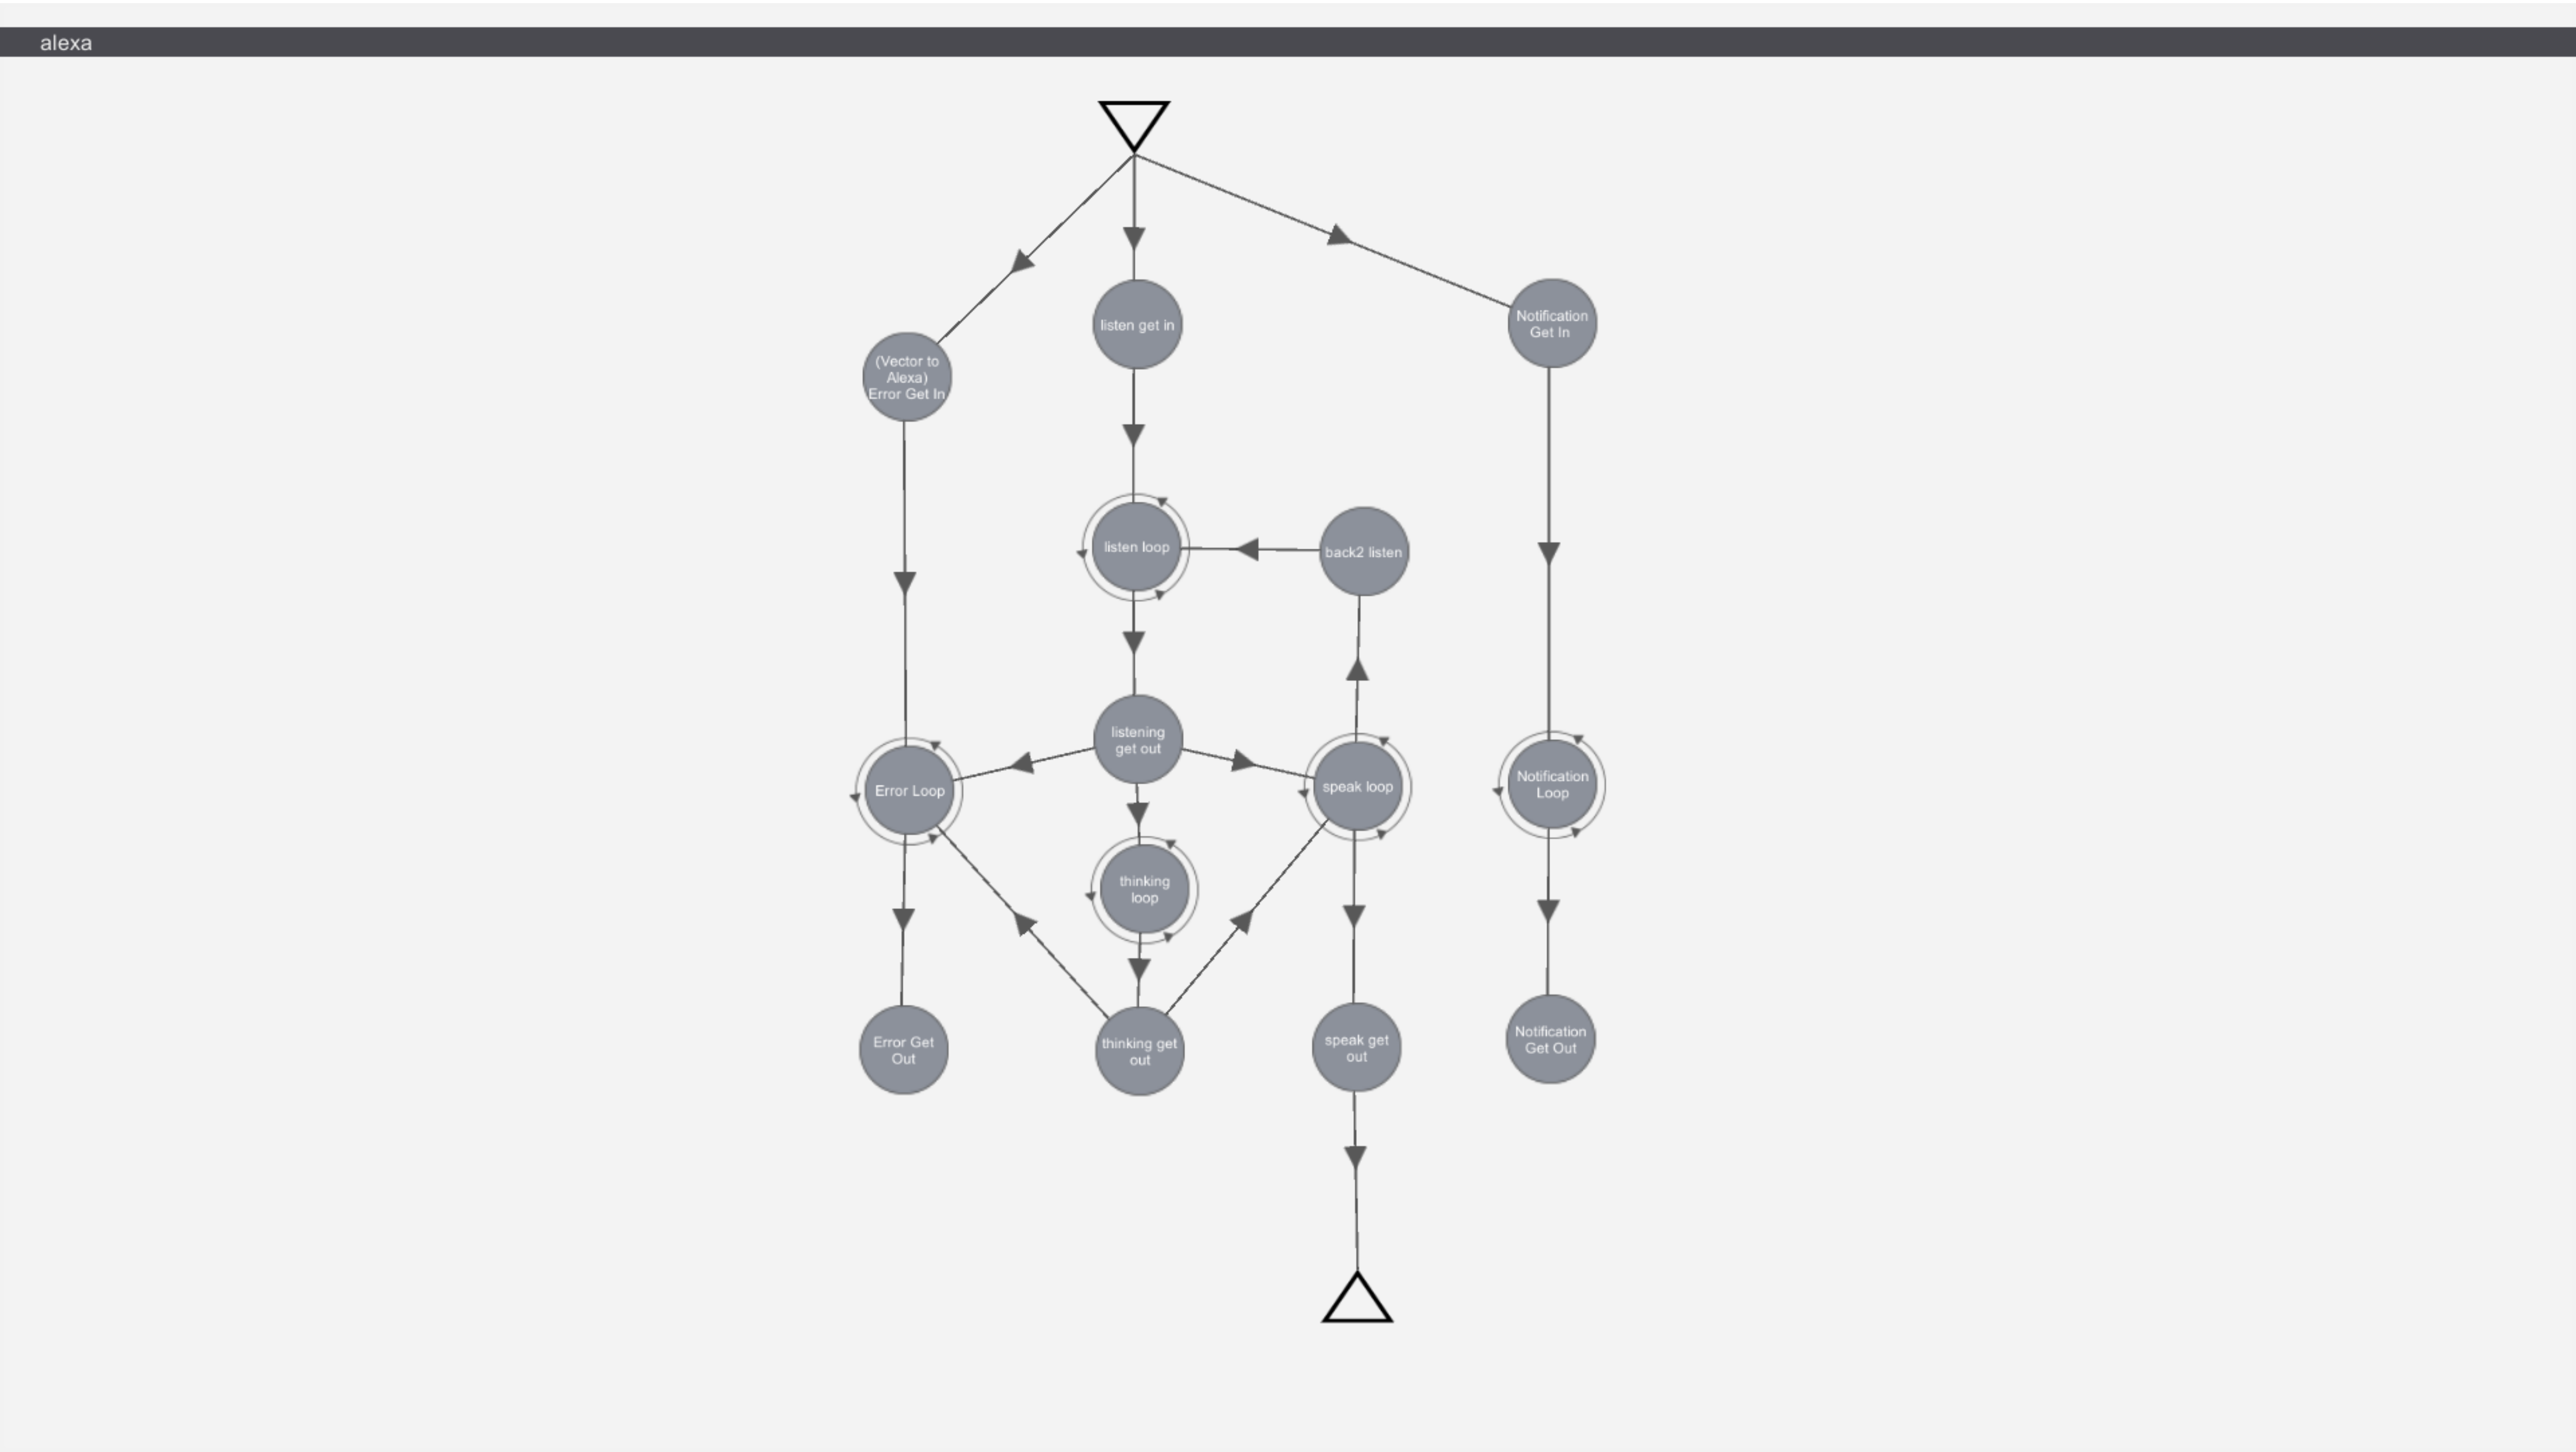 alexa
listen get in
Notification
Get In
(Vector to
Alexa)
Error Get In
listen loop
back2 listen
listening
get out
Error Loop
speak loop
Notification
Loop
thinking
loop
Error Get
Out
thinking get
out
speak get
out
Notification
Get Out